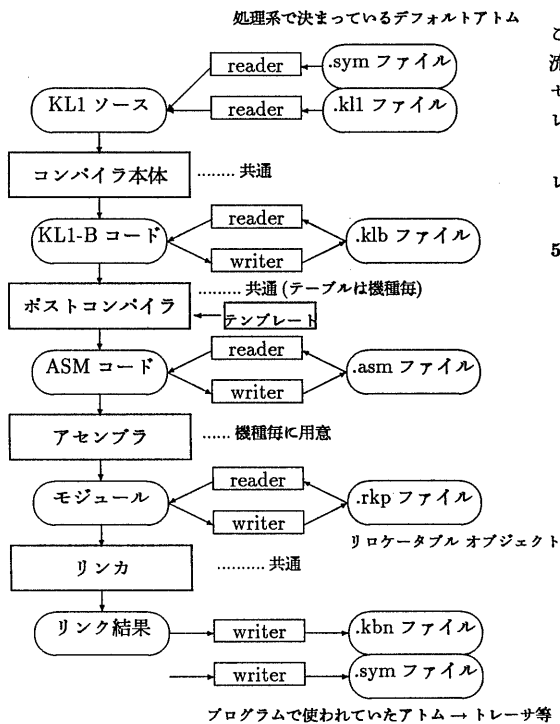 処理系で決まっているデフォルトアトム
reader
.sym ファイル
KL1 ソース
reader
.kl1 ファイル
コンパイラ本体
........ 共通
reader
KL1-B コード
.klb ファイル
writer
ポストコンパイラ
......... 共通 (テーブルは機種毎)
テンプレート
reader
ASM コード
.asm ファイル
writer
アセンブラ
...... 機種毎に用意
reader
モジュール
.rkp ファイル
writer
リロケータブル オブジェクト
リンカ
.......... 共通
リンク結果
writer
.kbn ファイル
writer
.sym ファイル
プログラムで使われていたアトム → トレーサ等
5